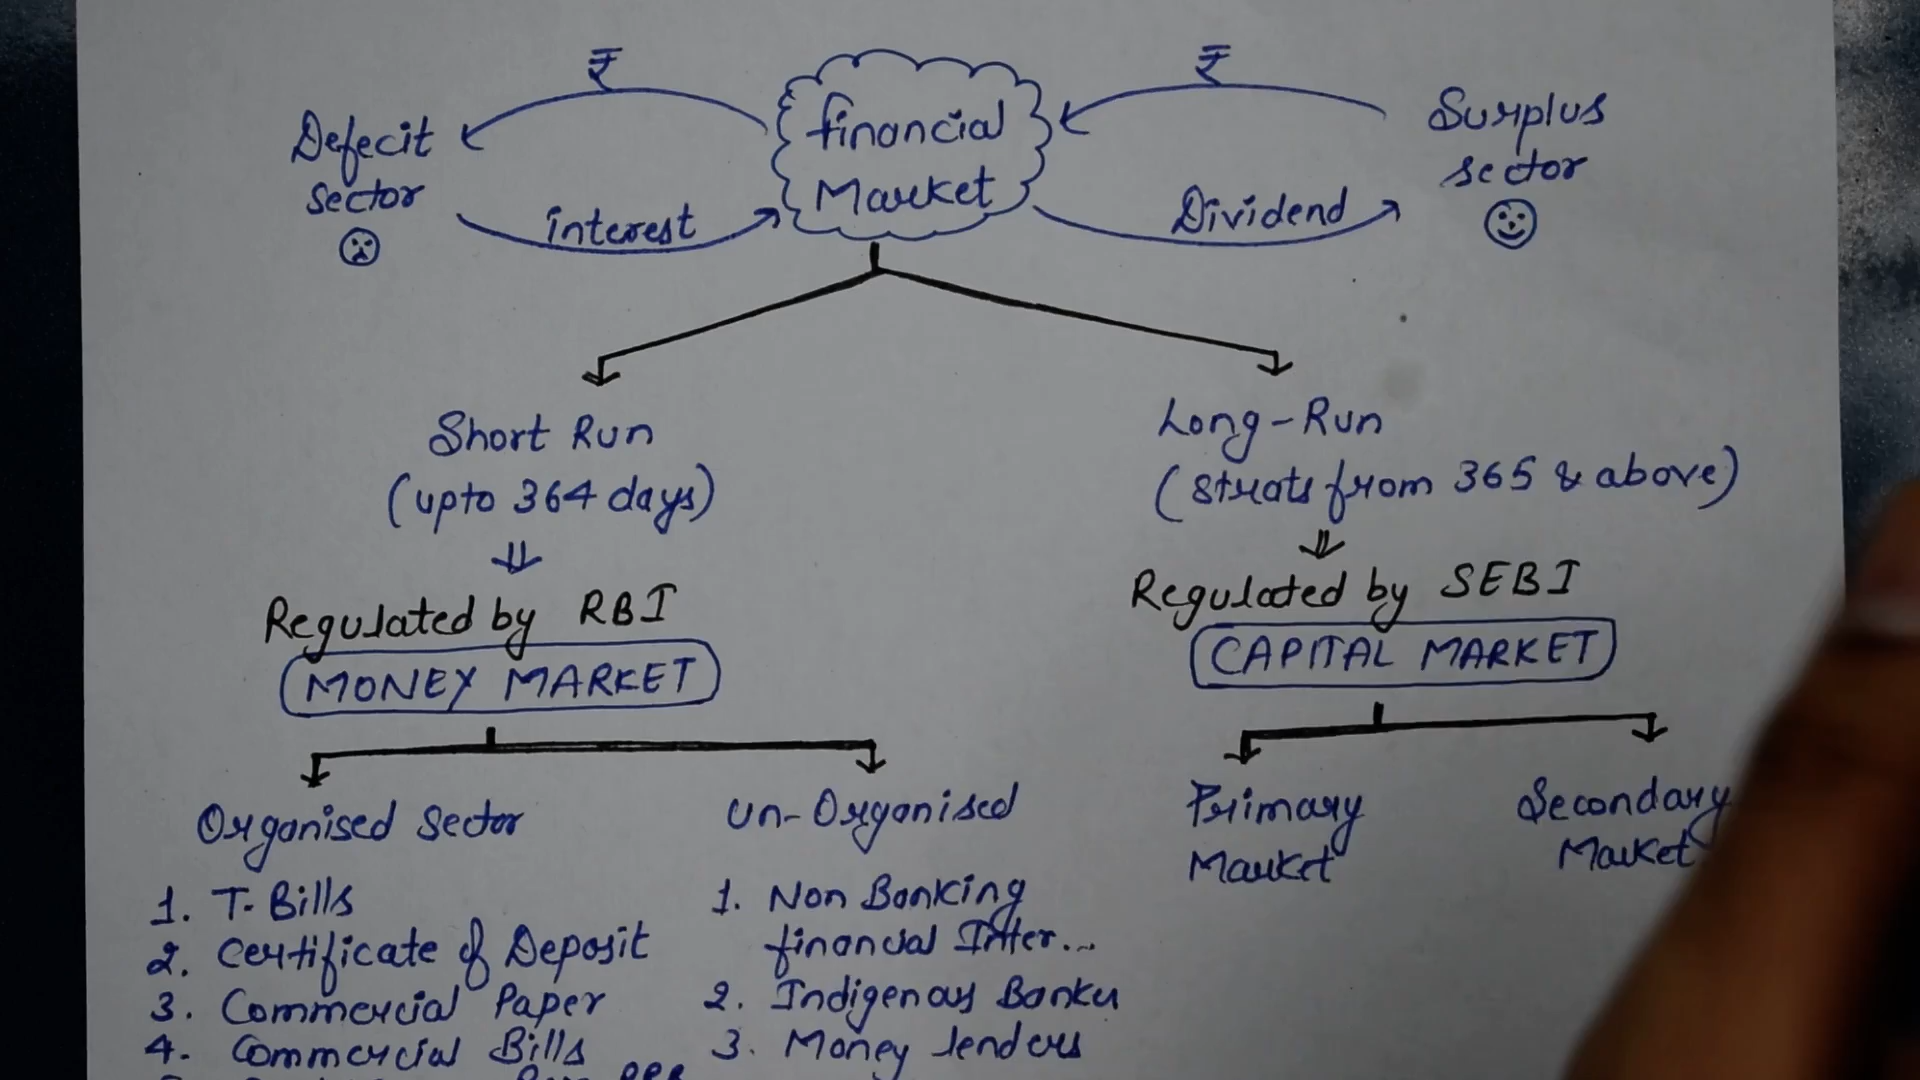 ₹
₹
Defecit
sector
financial
Market
Surplus
sector
interest
Dividend
Short Run
(upto 364 days)
Long-Run
(strats from 365 & above)
Regulated by RBI
MONEY MARKET
Regulated by SEBI
CAPITAL MARKET
Organised Sector
un-Organised
Primary
Market
Secondary
Market
1. T-Bills
2. Certificate of Deposit
3. Commercial Paper
4. Commercial Bills
1. Non Banking
financial Inter...
2. Indigenous Banker
3. Money lenders